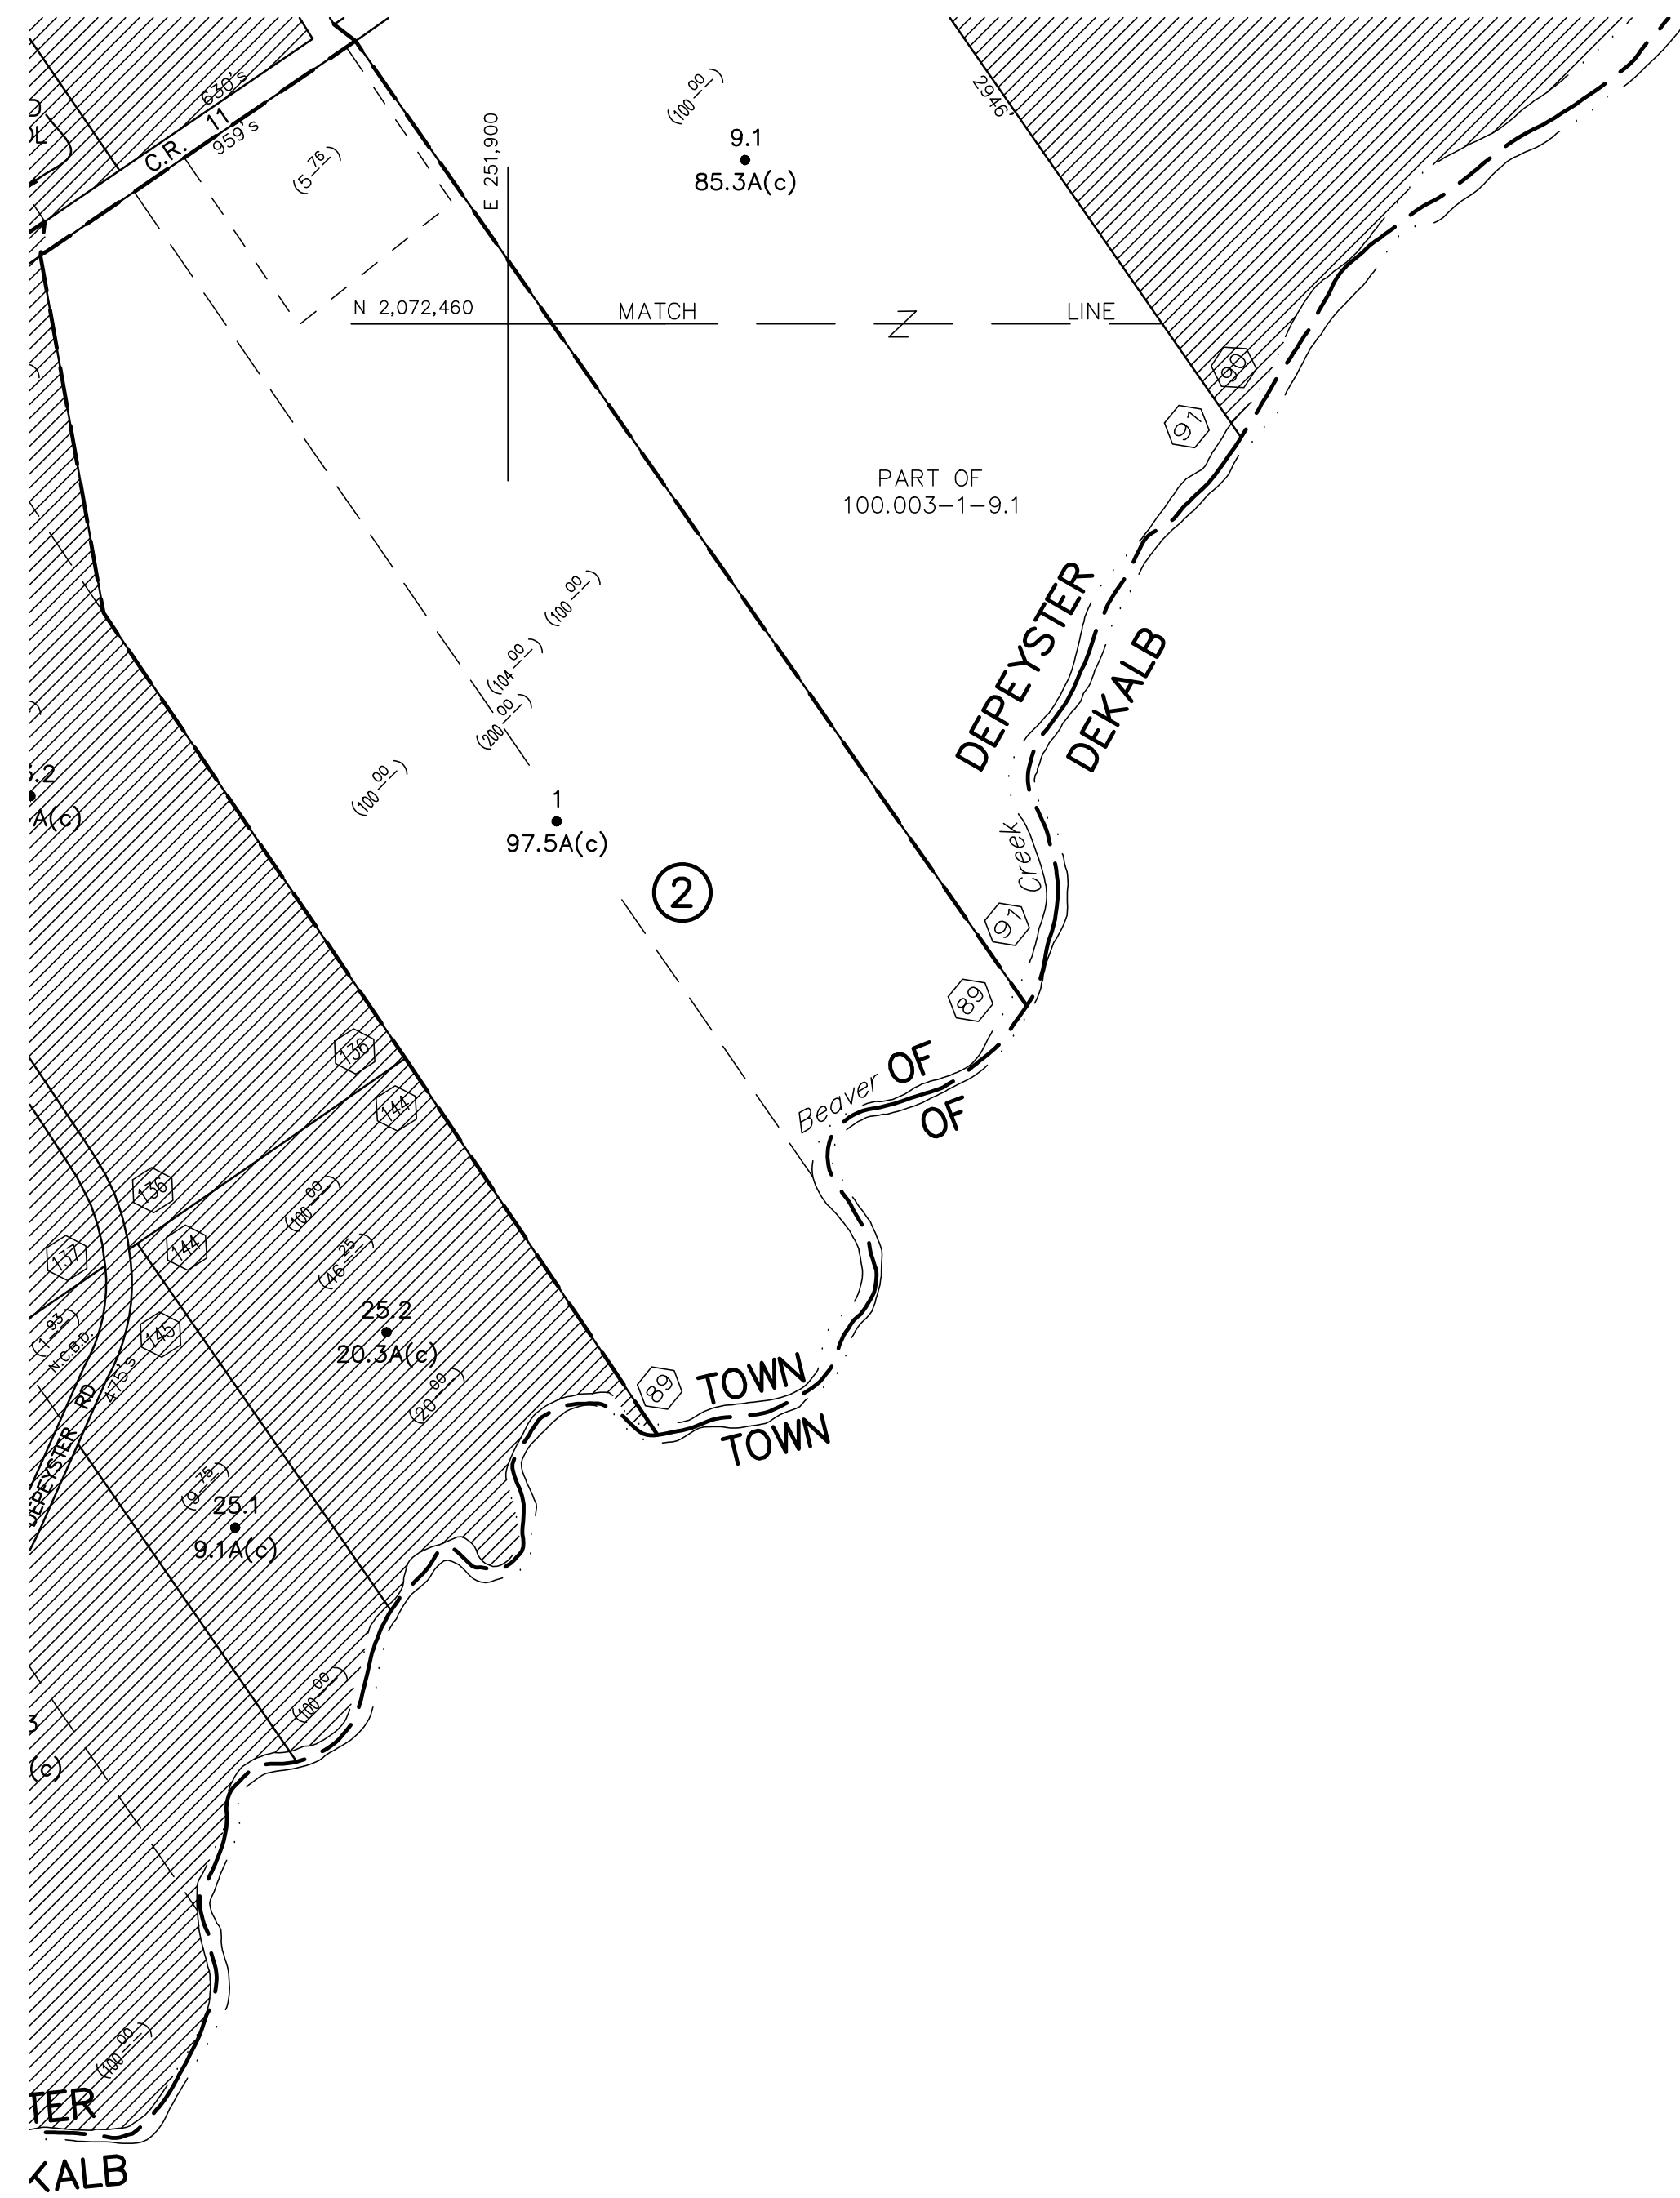 630's
C.R. 11
959's
(5 76)
E 251,900
(100 00)
9.1
85.3A(c)
2946'
N 2,072,460
MATCH
LINE
90
91
PART OF
100.003-1-9.1
DEPEYSTER
DEKALB
(100 00)
(104 00)
(200 00)
(100 00)
1
97.5A(c)
2
.2
A(c)
Creek
91
89
Beaver
OF
OF
136
144
136
144
137
145
(100 00)
(46 25)
25.2
20.3A(c)
(20 00)
(1 93)
N.C.B.D.
475's
DEPEYSTER RD
89
TOWN
TOWN
(9 75)
25.1
9.1A(c)
(100 00)
3
(c)
(100 00)
TER
KALB